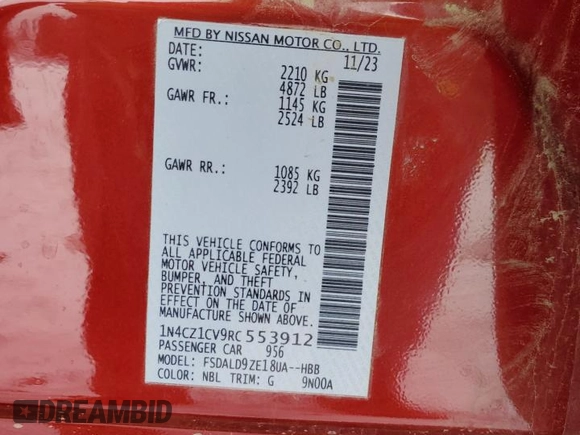 MFD BY NISSAN MOTOR CO., LTD.
DATE: 11/23
GVWR: 2210 KG
4872 LB
GAWR FR.: 1145 KG
2524 LB
GAWR RR.: 1085 KG
2392 LB
THIS VEHICLE CONFORMS TO
ALL APPLICABLE FEDERAL
MOTOR VEHICLE SAFETY,
BUMPER, AND THEFT
PREVENTION STANDARDS IN
EFFECT ON THE DATE OF
MANUFACTURE SHOWN ABOVE.
1N4CZ1CV9RC553912
PASSENGER CAR 956
MODEL: FSDALD9ZE18UA--HBB
COLOR: NBL TRIM: G 9N00A
DREAMBID